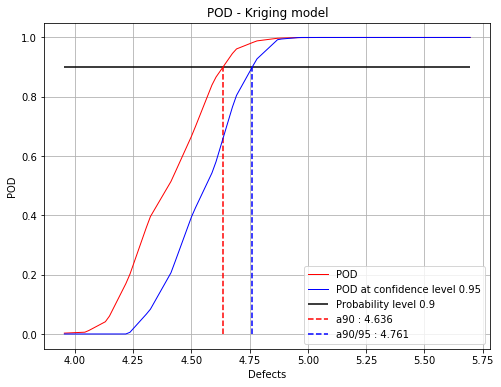 POD - Kriging model
POD
1.0
0.8
0.6
0.4
0.2
0.0
4.00
4.25
4.50
4.75
5.00
5.25
5.50
5.75
Defects
POD
POD at confidence level 0.95
Probability level 0.9
a90 : 4.636
a90/95 : 4.761